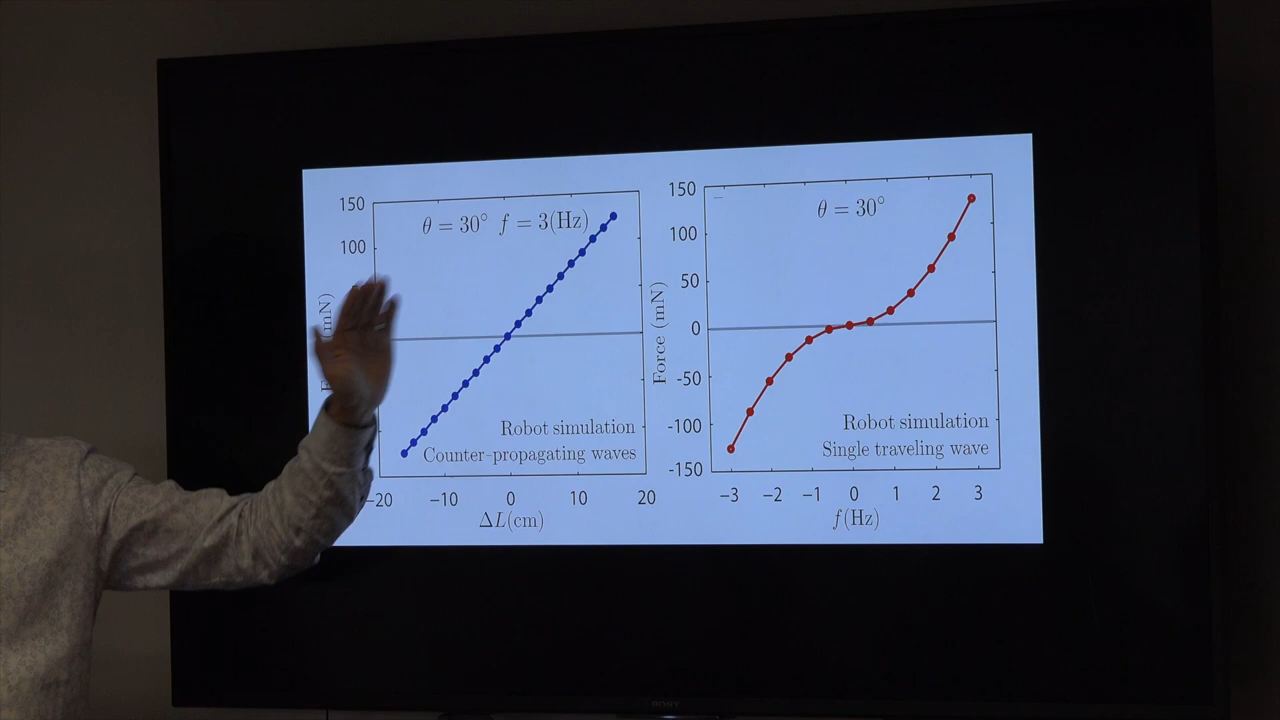 150
θ = 30° f = 3(Hz)
100
(mN)
Robot simulation
Counter-propagating waves
-20 -10 0 10 20
ΔL(cm)
150
θ = 30°
100
50
0
-50
-100
-150
Force (mN)
Robot simulation
Single traveling wave
-3 -2 -1 0 1 2 3
f(Hz)
SONY